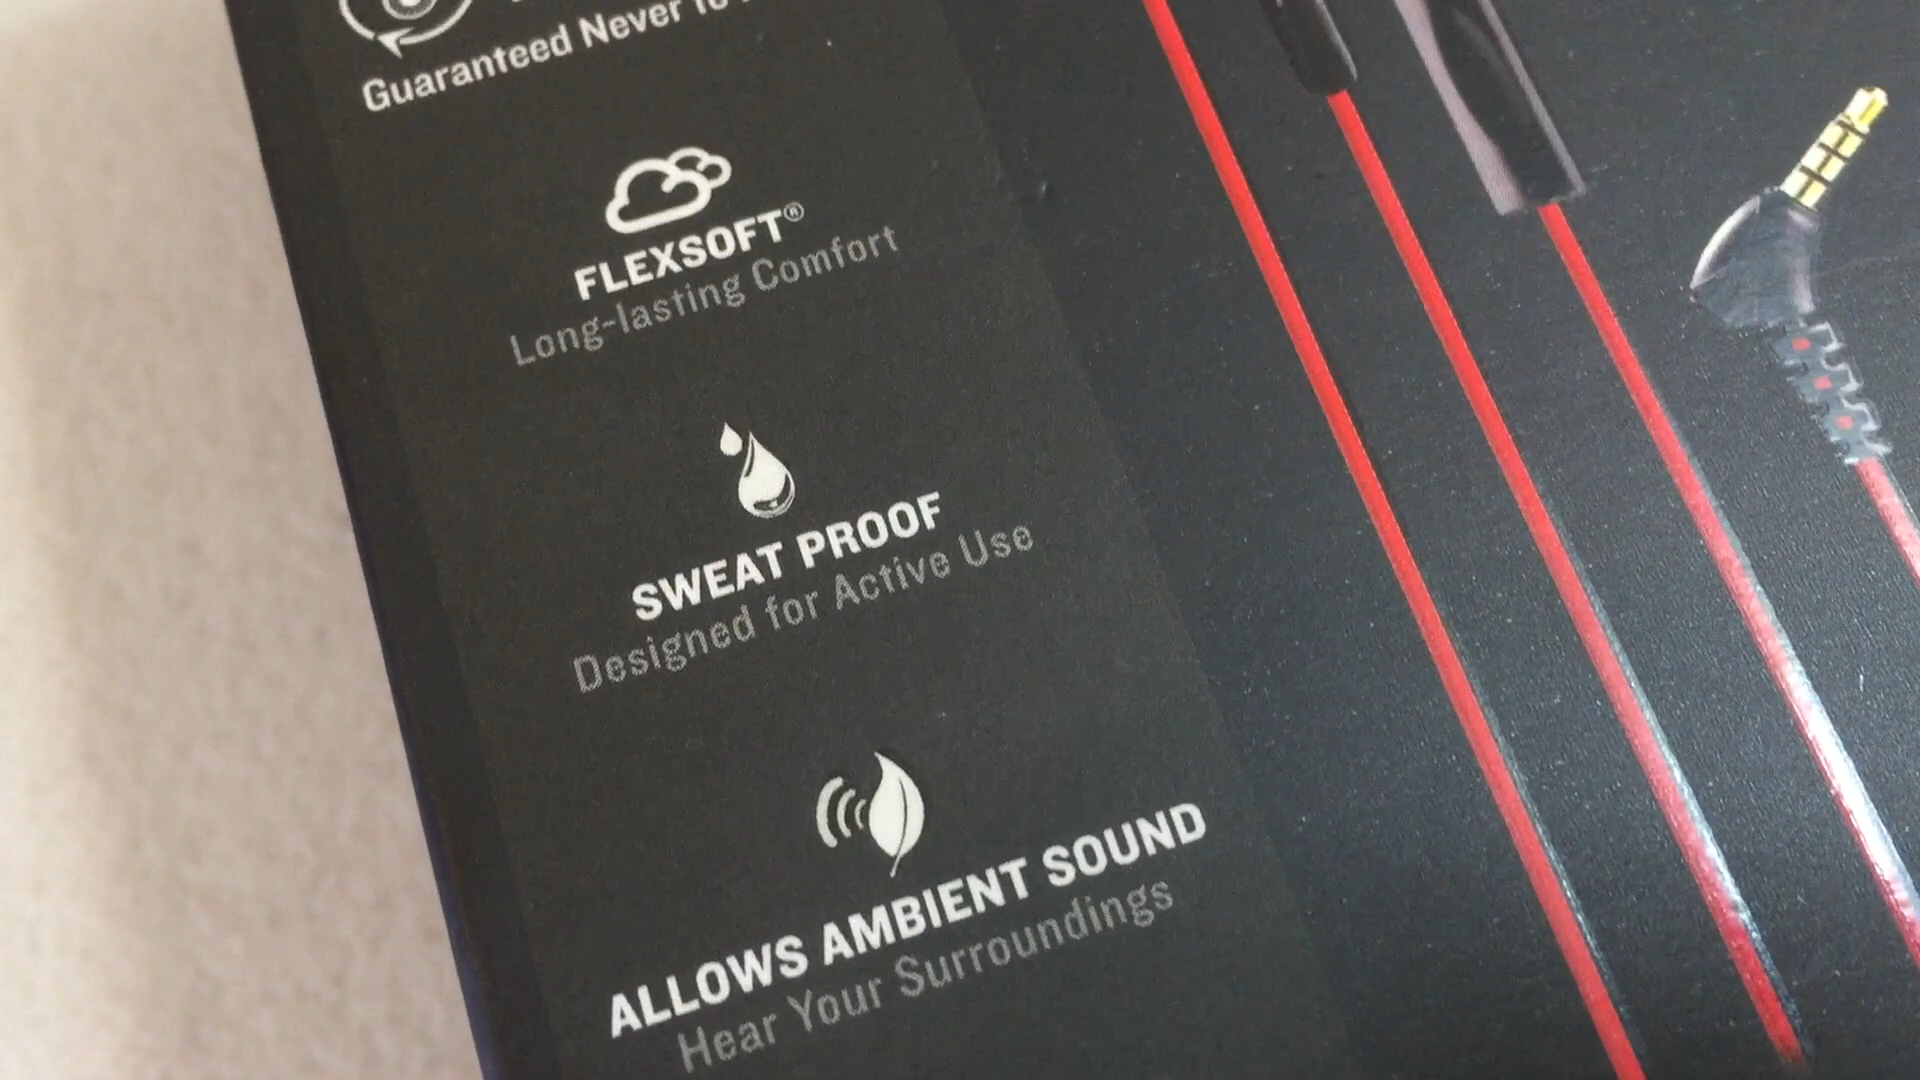 Guaranteed Never to
FLEXSOFT®
Long-lasting Comfort
SWEAT PROOF
Designed for Active Use
ALLOWS AMBIENT SOUND
Hear Your Surroundings